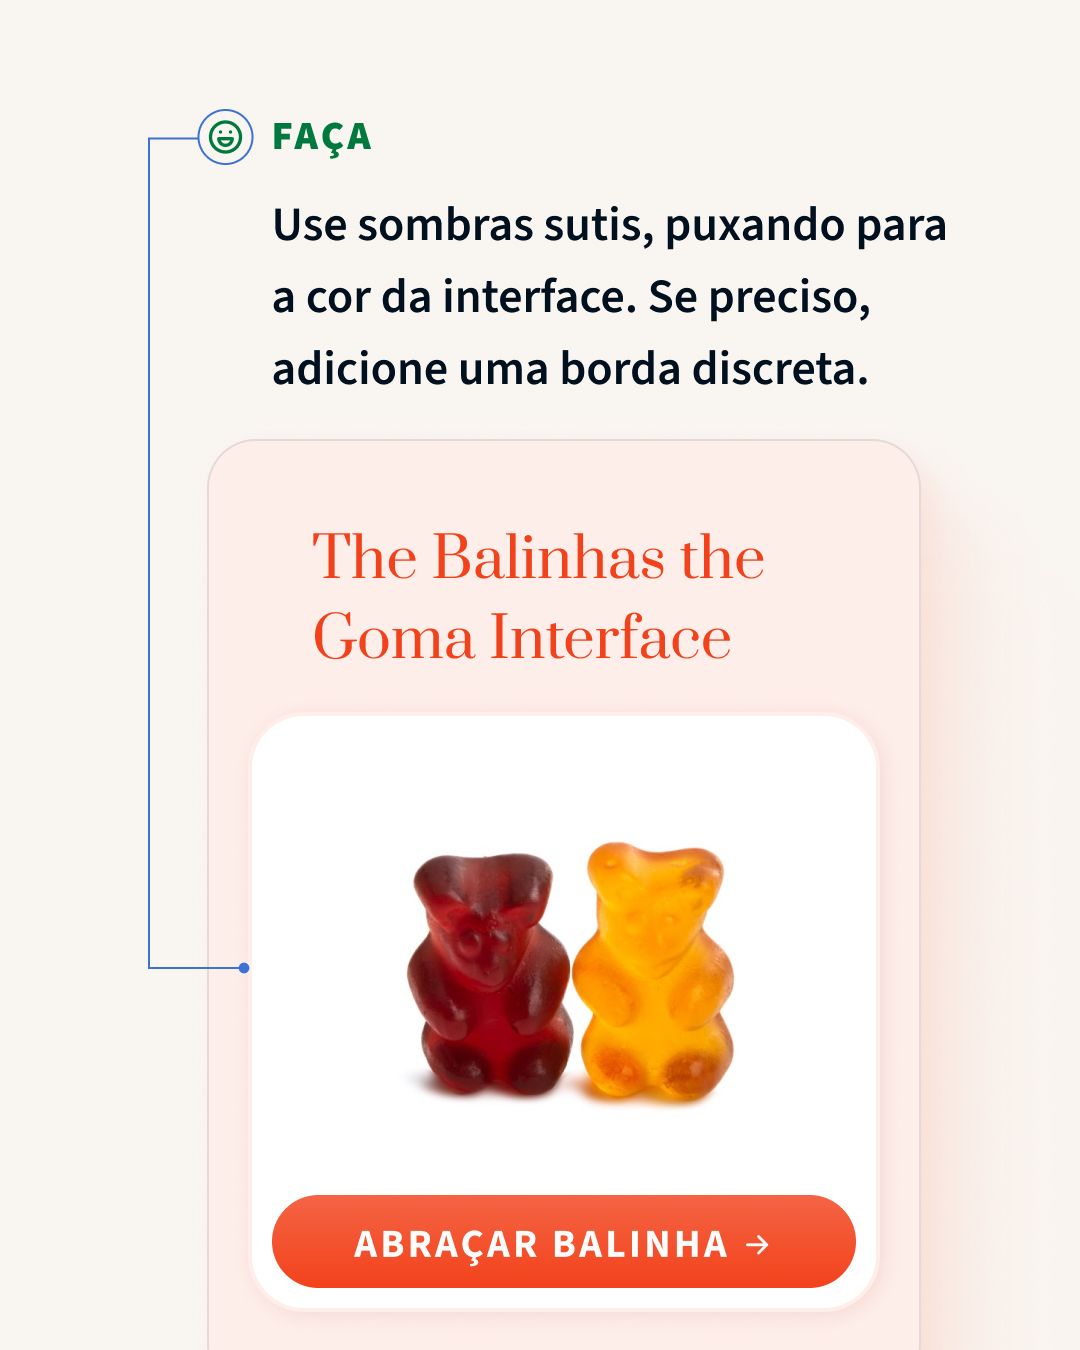 FAÇA
Use sombras sutis, puxando para
a cor da interface. Se preciso,
adicione uma borda discreta.
The Balinhas the
Goma Interface
ABRAÇAR BALINHA →